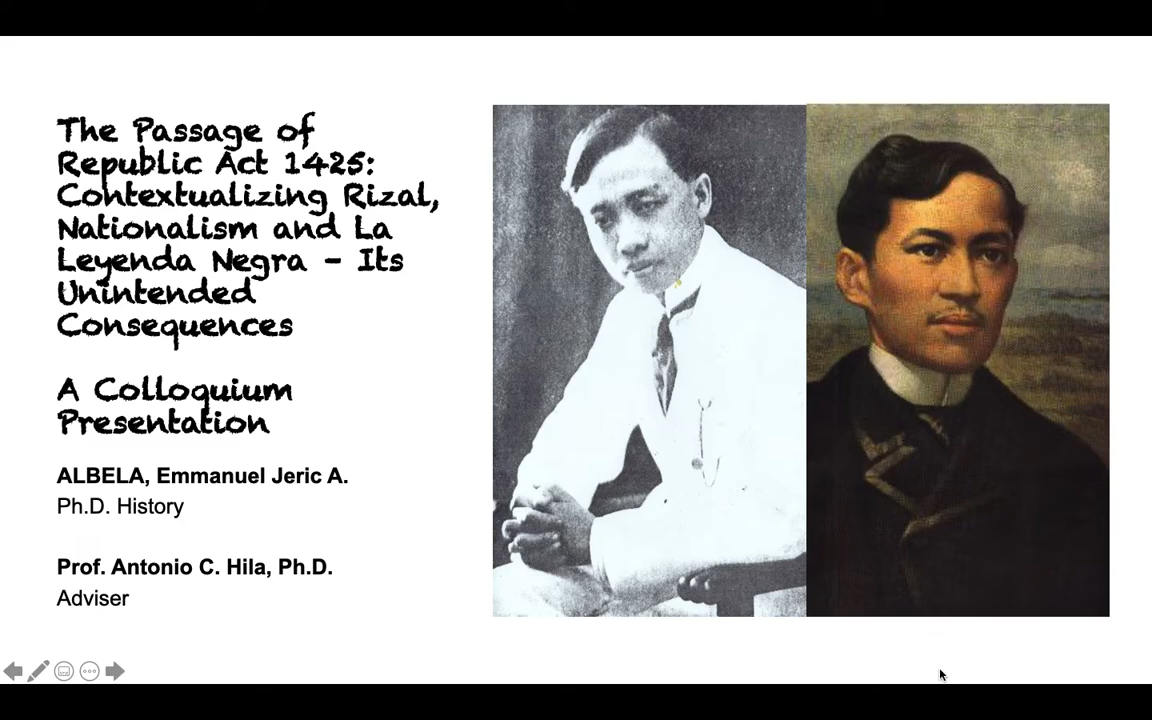 The Passage of
Republic Act 1425:
Contextualizing Rizal,
Nationalism and La
Leyenda Negra – Its
Unintended
Consequences
A Colloquium
Presentation
ALBELA, Emmanuel Jeric A.
Ph.D. History
Prof. Antonio C. Hila, Ph.D.
Adviser